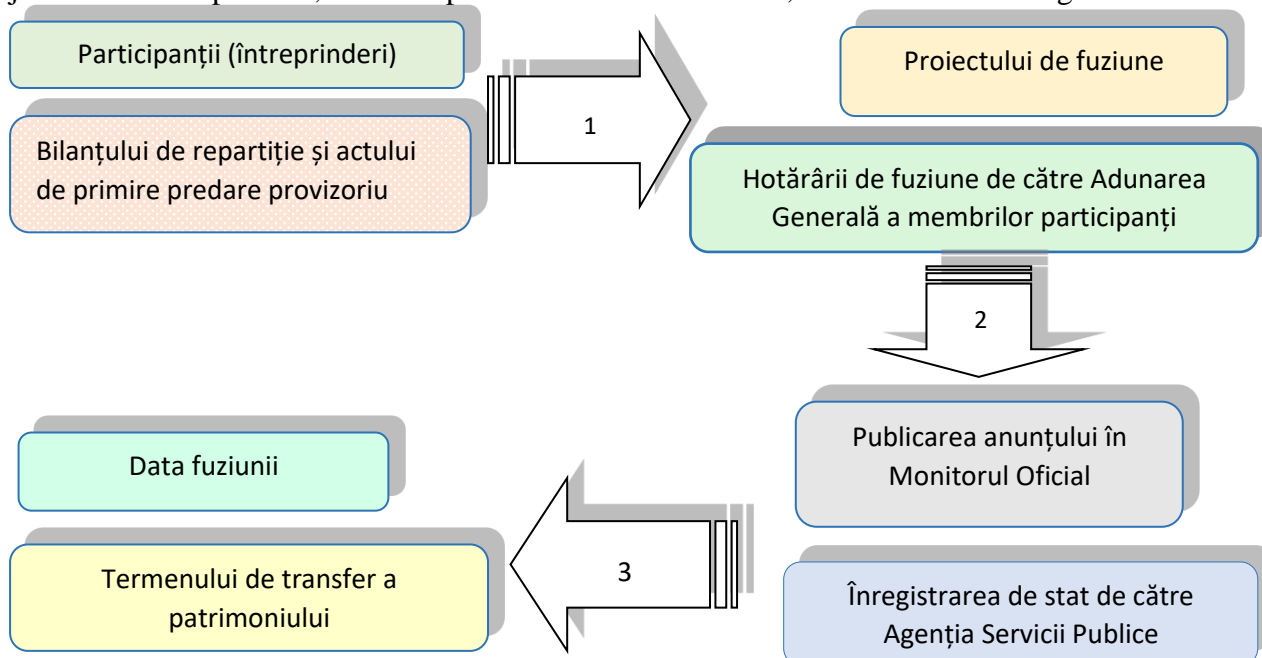 Participanții (întreprinderi)
Bilanțului de repartiție și actului
de primire predare provizoriu
1
Proiectului de fuziune
Hotărârii de fuziune de către Adunarea
Generală a membrilor participanți
2
Publicarea anunțului în
Monitorul Oficial
Înregistrarea de stat de către
Agenția Servicii Publice
3
Data fuziunii
Termenului de transfer a
patrimoniului